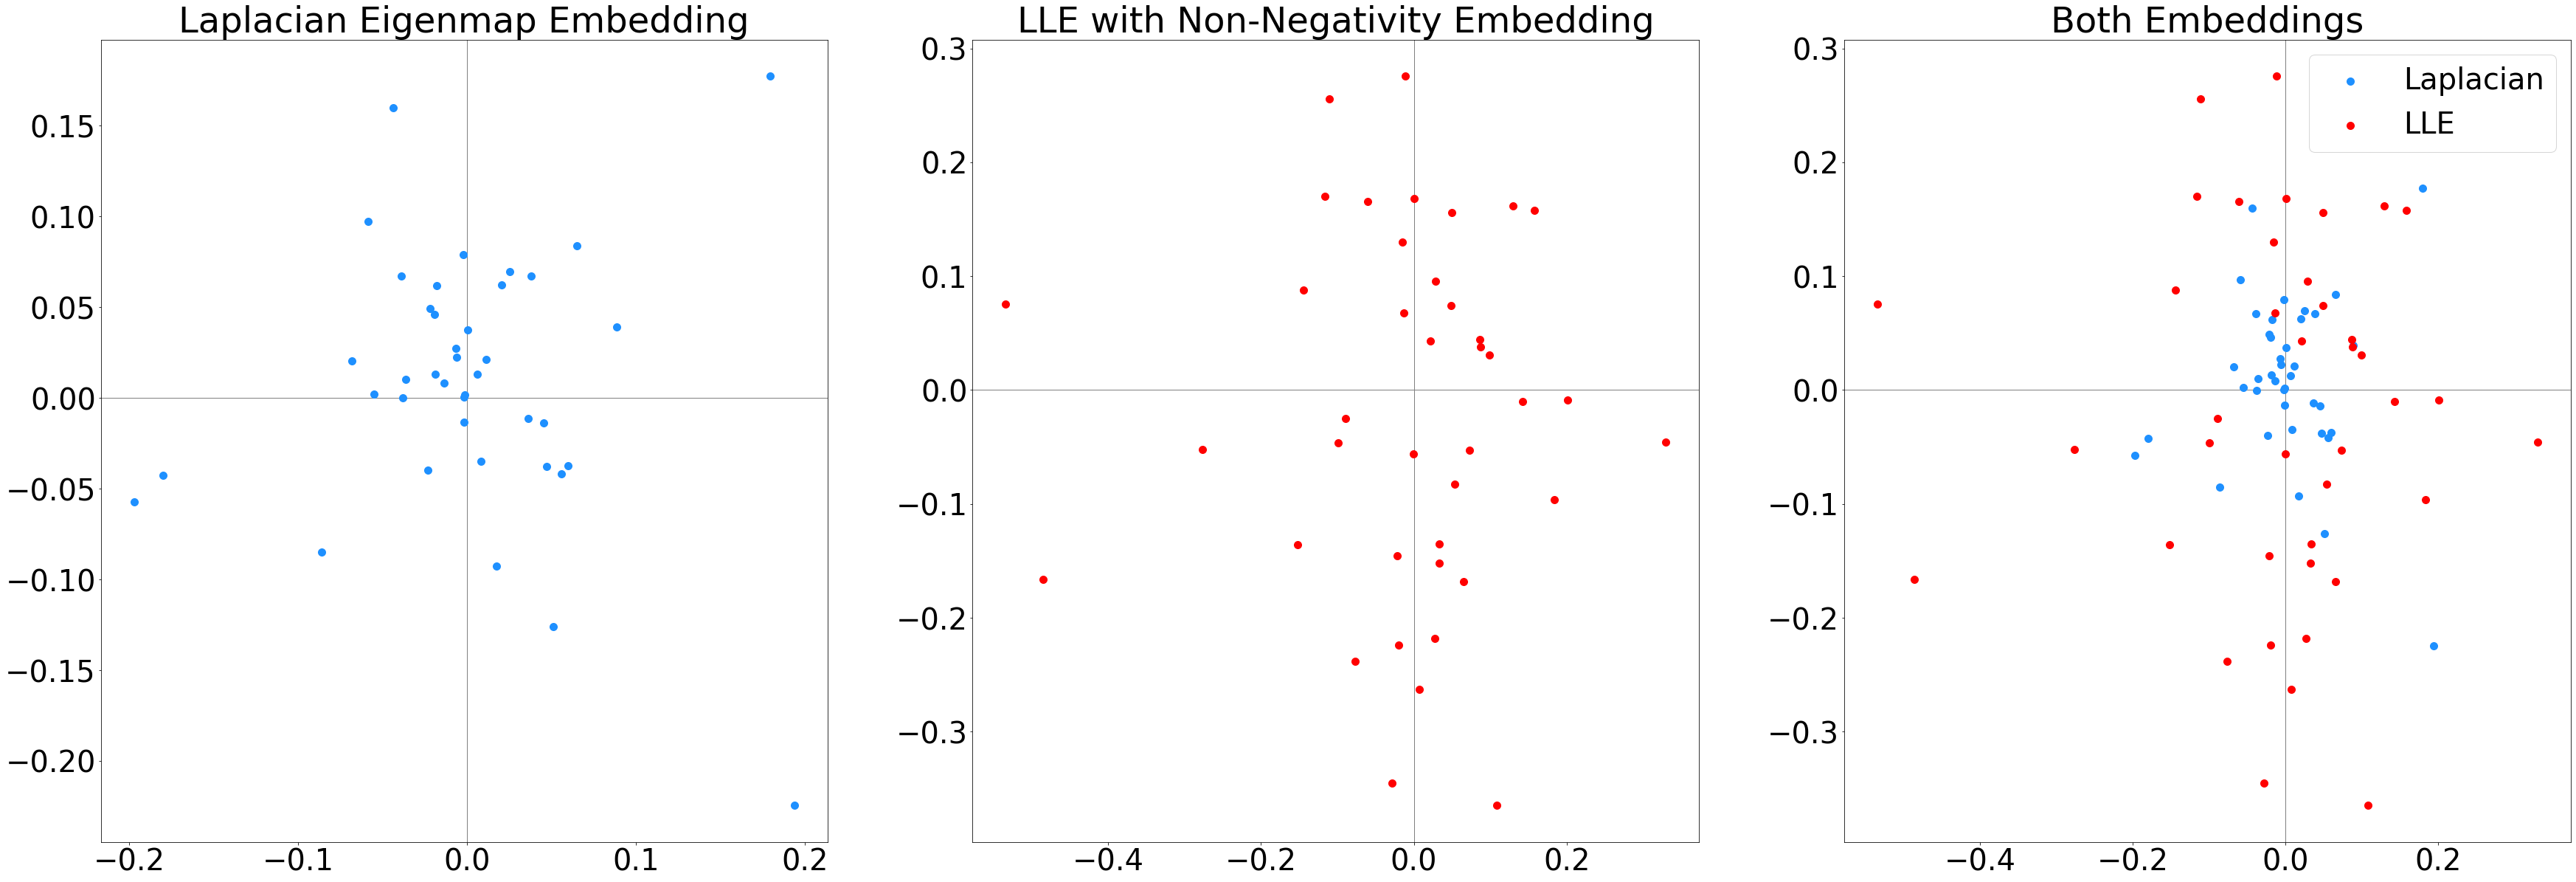 Laplacian Eigenmap Embedding
0.15
0.10
0.05
0.00
−0.05
−0.10
−0.15
−0.20
−0.2 −0.1 0.0 0.1 0.2
LLE with Non-Negativity Embedding
0.3
0.2
0.1
0.0
−0.1
−0.2
−0.3
−0.4 −0.2 0.0 0.2
Both Embeddings
Laplacian
LLE
0.3
0.2
0.1
0.0
−0.1
−0.2
−0.3
−0.4 −0.2 0.0 0.2